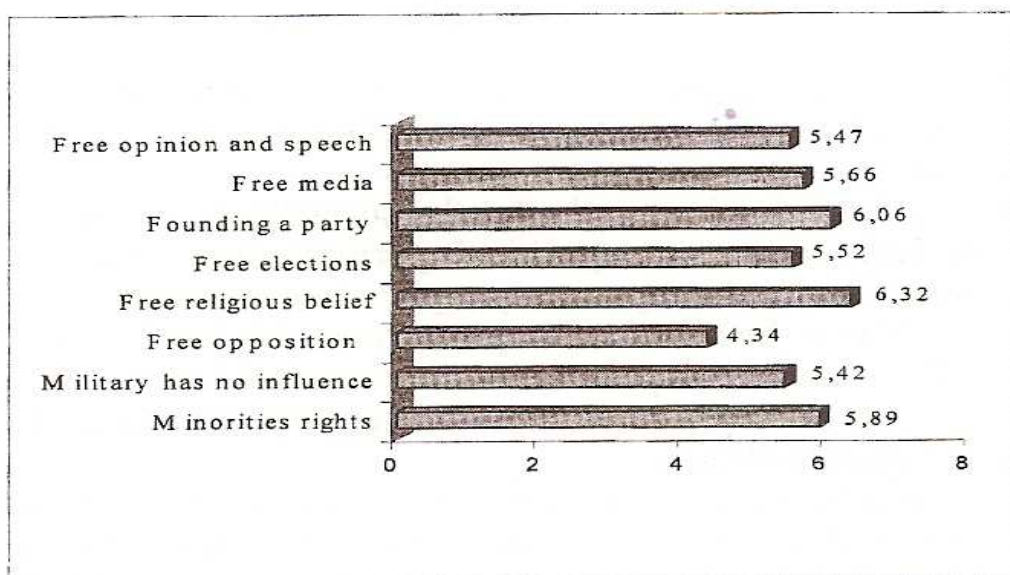 Free opinion and speech 5,47
Free media 5,66
Founding a party 6,06
Free elections 5,52
Free religious belief 6,32
Free opposition 4,34
Military has no influence 5,42
Minorities rights 5,89
0 2 4 6 8